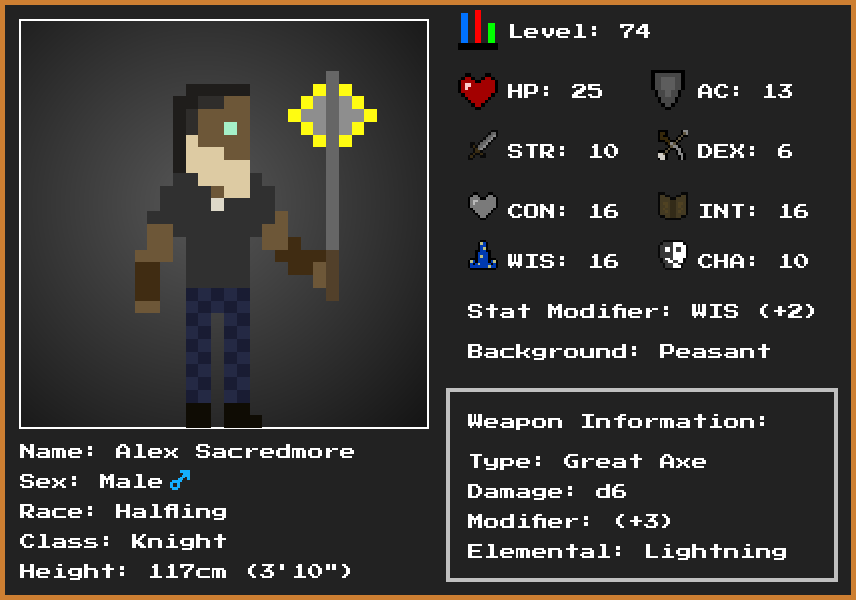 Level: 74
HP: 25
AC: 13
STR: 10
DEX: 6
CON: 16
INT: 16
WIS: 16
CHA: 10
Stat Modifier: WIS (+2)
Background: Peasant
Weapon Information:
Type: Great Axe
Damage: d6
Modifier: (+3)
Elemental: Lightning
Name: Alex Sacredmore
Sex: Male♂
Race: Halfling
Class: Knight
Height: 117cm (3'10")